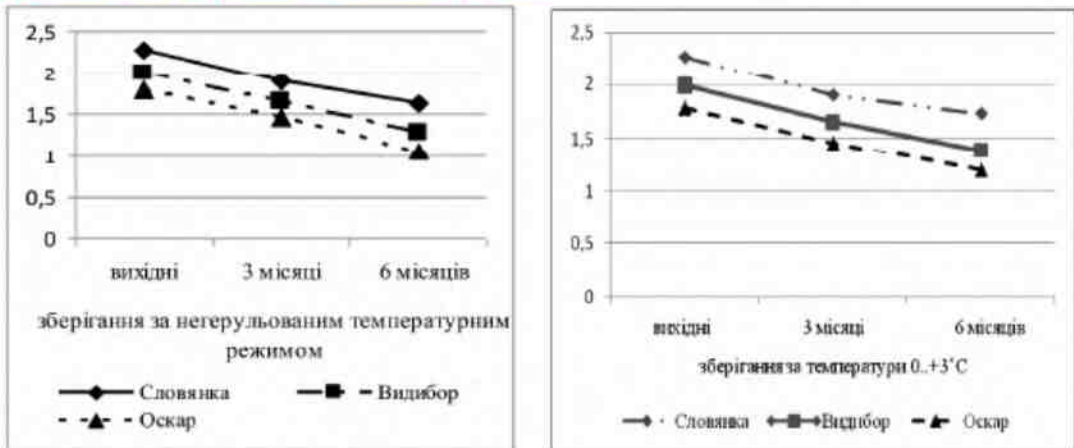 2,5
2
1,5
1
0,5
0
вихідні 3 місяці 6 місяців
зберігання за негерульованим температурним
режимом
Словянка Видибор
Оскар
2,5
2
1,5
1
0,5
0
вихідні 3 місяці 6 місяців
зберігання за температури 0..+3˚С
Словянка Видибор Оскар